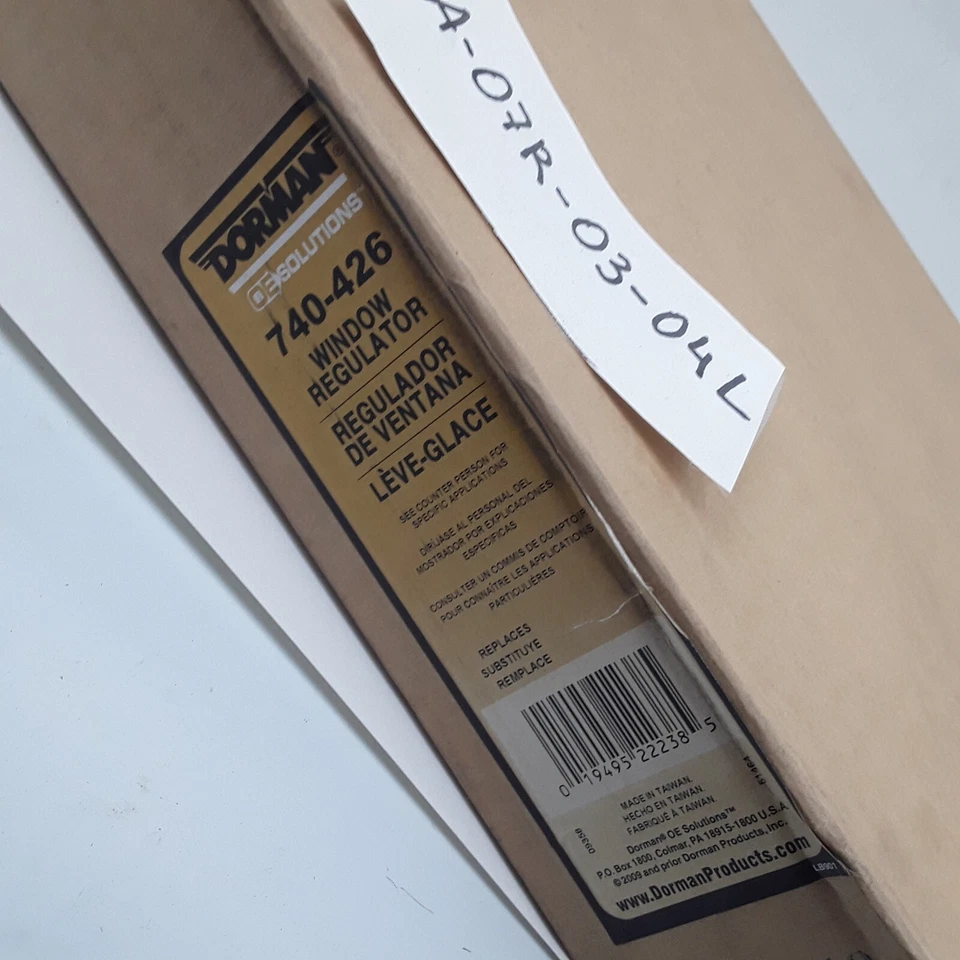 A-07R-03-04L
DORMAN®
OE SOLUTIONS™
740-426
WINDOW
REGULATOR
REGULADOR
DE VENTANA
LÈVE-GLACE
SEE COUNTER PERSON FOR
SPECIFIC APPLICATIONS
DIRIJASE AL PERSONAL DEL
MOSTRADOR POR EXPLICACIONES
ESPECIFICAS
CONSULTER UN COMMIS DE COMPTOIR
POUR CONNAÎTRE LES APPLICATIONS
PARTICULIÈRES
REPLACES
SUBSTITUYE
REMPLACE
0 19495 22238 5
MADE IN TAIWAN.
HECHO EN TAIWAN.
FABRIQUÉ À TAIWAN.
Dorman® OE Solutions™
P.O. Box 1800, Colmar, PA 18915-1800 U.S.A.
© 2009 and prior Dorman Products, Inc.
www.DormanProducts.com